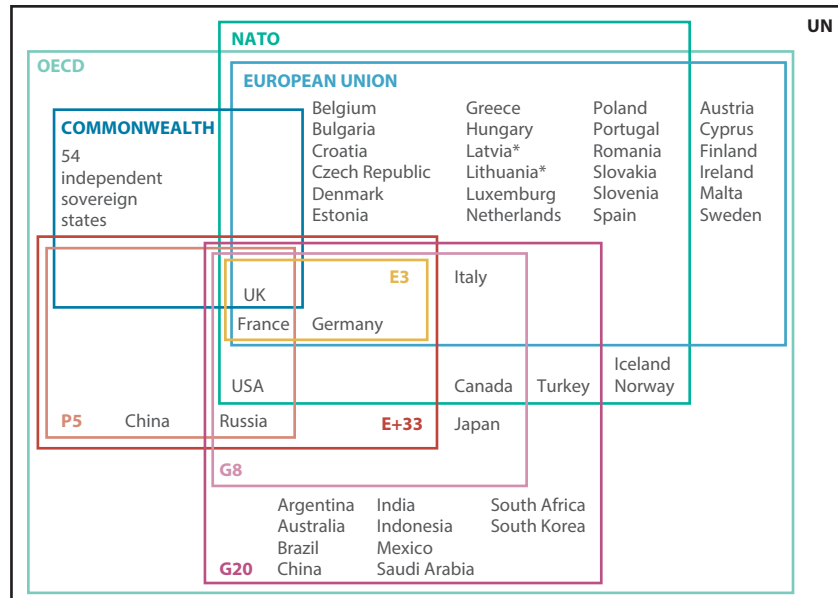 UN
NATO
OECD
EUROPEAN UNION
COMMONWEALTH
54
independent
sovereign
states
Belgium
Bulgaria
Croatia
Czech Republic
Denmark
Estonia
Greece
Hungary
Latvia*
Lithuania*
Luxemburg
Netherlands
Poland
Portugal
Romania
Slovakia
Slovenia
Spain
Austria
Cyprus
Finland
Ireland
Malta
Sweden
E3
Italy
UK
France
Germany
Iceland
Norway
USA
Canada
Turkey
P5
China
Russia
E+33
Japan
G8
Argentina
Australia
Brazil
China
India
Indonesia
Mexico
Saudi Arabia
South Africa
South Korea
G20